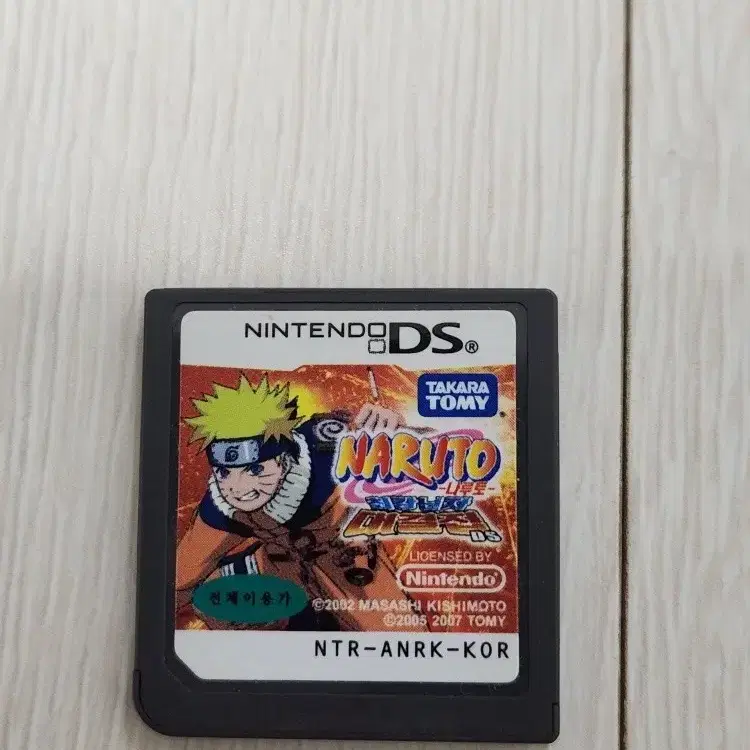 NINTENDO DS®
TAKARA
TOMY
NARUTO
-나루토-
최강닌자
대결전
DS
LICENSED BY
Nintendo
전체이용가
©2002 MASASHI KISHIMOTO
©2005 2007 TOMY
NTR-ANRK-KOR